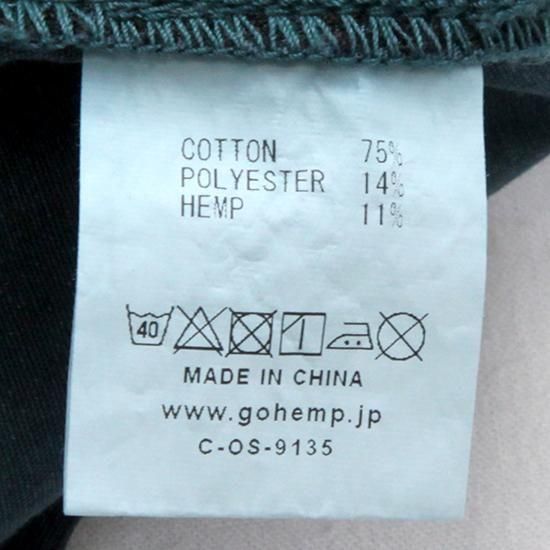 COTTON 75%
POLYESTER 14%
HEMP 11%
40
MADE IN CHINA
www.gohemp.jp
C-OS-9135